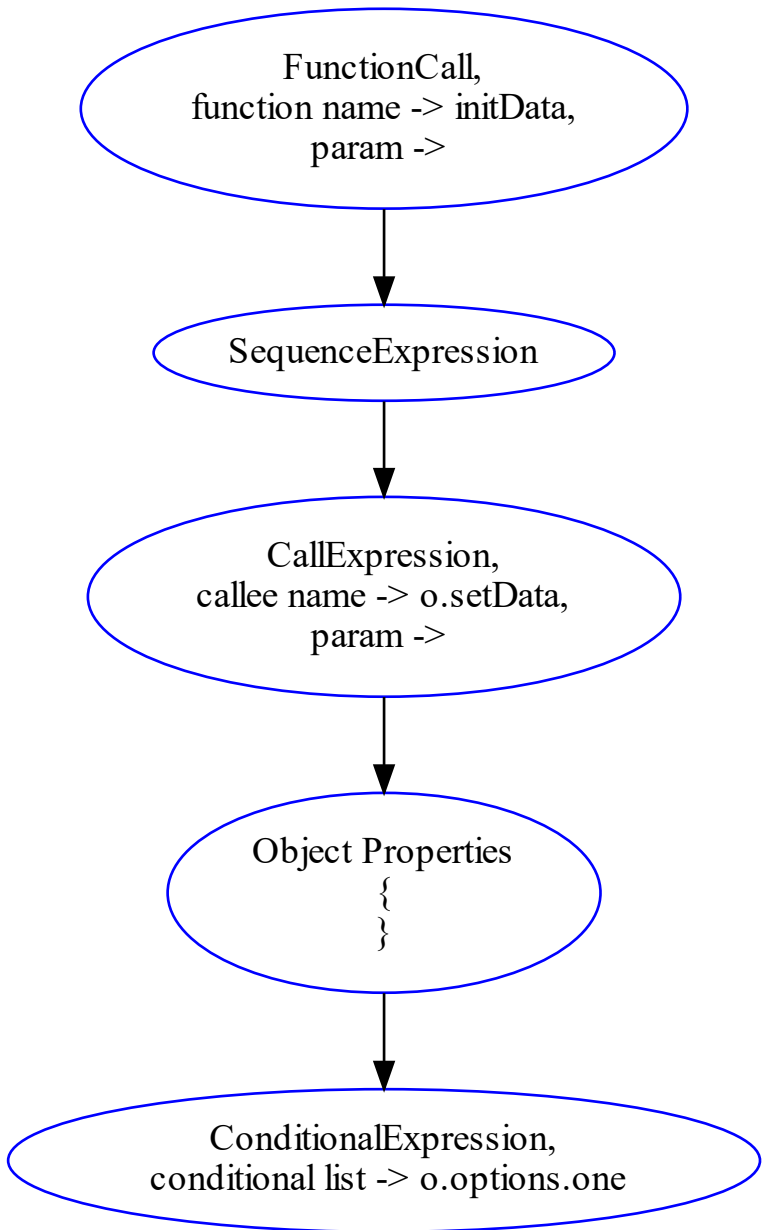 FunctionCall,
function name -> initData,
param ->
SequenceExpression
CallExpression,
callee name -> o.setData,
param ->
Object Properties
{
}
ConditionalExpression,
conditional list -> o.options.one